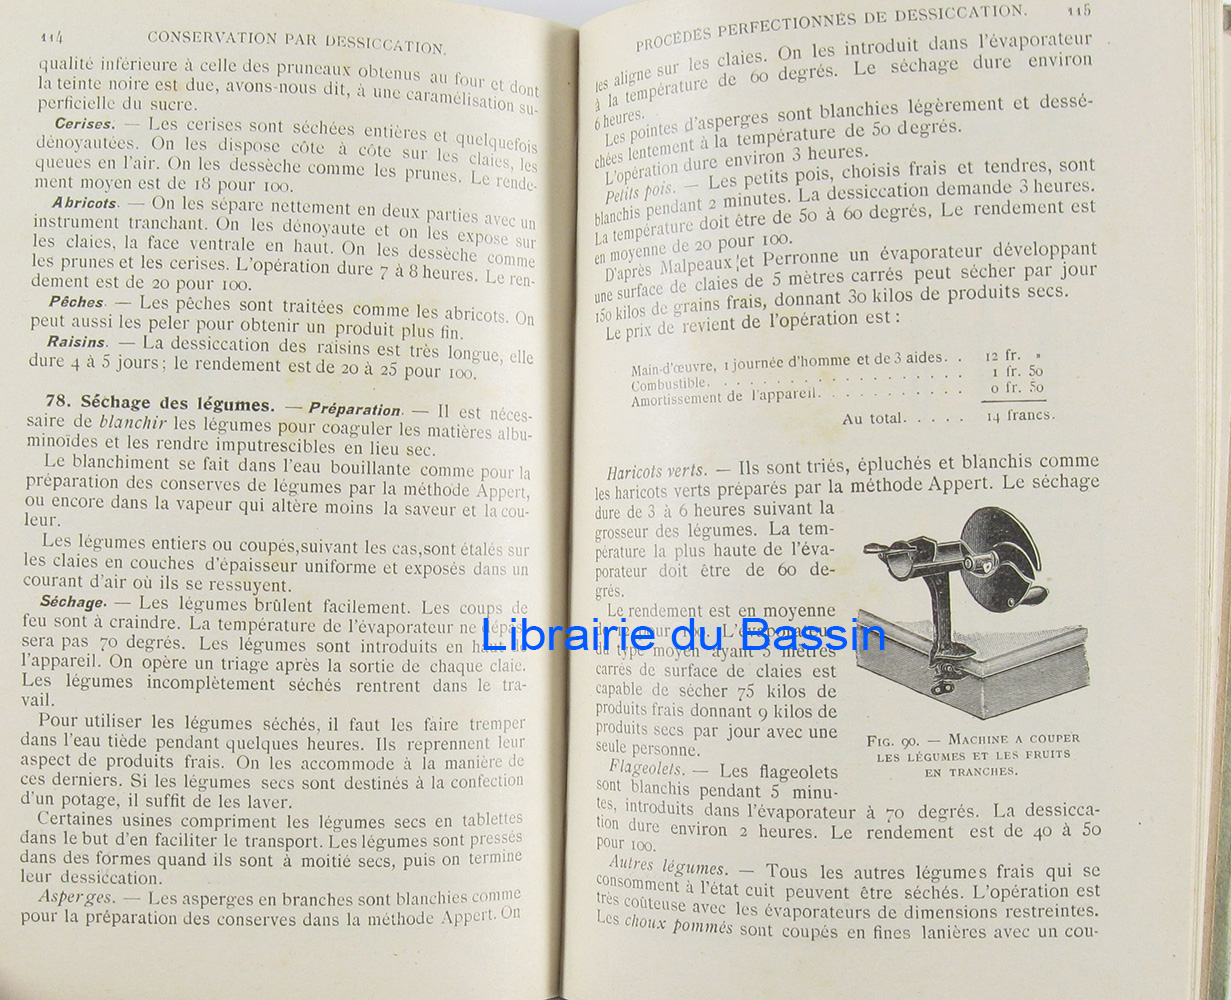 114 CONSERVATION PAR DESSICCATION.
qualité inférieure à celle des pruneaux obtenus au four et dont
la teinte noire est due, avons-nous dit, à une caramélisation su-
perficielle du sucre.
Cerises. — Les cerises sont séchées entières et quelquefois
dénoyautées. On les dispose côte à côte sur les claies, les
queues en l'air. On les dessèche comme les prunes. Le rende-
ment moyen est de 18 pour 100.
Abricots. — On les sépare nettement en deux parties avec un
instrument tranchant. On les dénoyaute et on les expose sur
les claies, la face ventrale en haut. On les dessèche comme
les prunes et les cerises. L'opération dure 7 à 8 heures. Le ren-
dement est de 20 pour 100.
Pêches. — Les pêches sont traitées comme les abricots. On
peut aussi les peler pour obtenir un produit plus fin.
Raisins. — La dessiccation des raisins est très longue, elle
dure 4 à 5 jours ; le rendement est de 20 à 25 pour 100.
78. Séchage des légumes. — Préparation. — Il est néces-
saire de blanchir les légumes pour coaguler les matières albu-
minoïdes et les rendre imputrescibles en lieu sec.
Le blanchiment se fait dans l'eau bouillante comme pour la
préparation des conserves de légumes par la méthode Appert,
ou encore dans la vapeur qui altère moins la saveur et la cou-
leur.
Les légumes entiers ou coupés, suivant les cas, sont étalés sur
les claies en couches d'épaisseur uniforme et exposés dans un
courant d'air où ils se ressuyent.
Séchage. — Les légumes brûlent facilement. Les coups de
feu sont à craindre. La température de l'évaporateur ne dépas-
sera pas 70 degrés. Les légumes sont introduits en haut de
l'appareil. On opère un triage après la sortie de chaque claie.
Les légumes incomplètement séchés rentrent dans le tra-
vail.
Pour utiliser les légumes séchés, il faut les faire tremper
dans l'eau tiède pendant quelques heures. Ils reprennent leur
aspect de produits frais. On les accommode à la manière de
ces derniers. Si les légumes secs sont destinés à la confection
d'un potage, il suffit de les laver.
Certaines usines compriment les légumes secs en tablettes
dans le but d'en faciliter le transport. Les légumes sont pressés
dans des formes quand ils sont à moitié secs, puis on termine
leur dessiccation.
Asperges. — Les asperges en branches sont blanchies comme
pour la préparation des conserves dans la méthode Appert. On
PROCÉDÉS PERFECTIONNÉS DE DESSICCATION. 115
les aligne sur les claies. On les introduit dans l'évaporateur
à la température de 60 degrés. Le séchage dure environ
6 heures.
Les pointes d'asperges sont blanchies légèrement et dessé-
chées lentement à la température de 50 degrés.
L'opération dure environ 3 heures.
Petits pois. — Les petits pois, choisis frais et tendres, sont
blanchis pendant 2 minutes. La dessiccation demande 3 heures.
La température doit être de 50 à 60 degrés, Le rendement est
en moyenne de 20 pour 100.
D'après Malpeaux et Perronne un évaporateur développant
une surface de claies de 5 mètres carrés peut sécher par jour
150 kilos de grains frais, donnant 30 kilos de produits secs.
Le prix de revient de l'opération est :
Main-d'œuvre, 1 journée d'homme et de 3 aides. . 12 fr. »
Combustible. . . . . . . . . . . . . . . . . . 1 fr. 50
Amortissement de l'appareil. . . . . . . . . . . 0 fr. 50
Au total. . . . . 14 francs.
Haricots verts. — Ils sont triés, épluchés et blanchis comme
les haricots verts préparés par la méthode Appert. Le séchage
dure de 3 à 6 heures suivant la
grosseur des légumes. La tem-
pérature la plus haute de l'éva-
porateur doit être de 60 de-
grés.
Le rendement est en moyenne
de 12 pour 100. L'évaporateur
du type moyen ayant 5 mètres
carrés de surface de claies est
capable de sécher 75 kilos de
produits frais donnant 9 kilos de
produits secs par jour avec une
seule personne.
Flageolets. — Les flageolets
sont blanchis pendant 5 minu-
tes, introduits dans l'évaporateur à 70 degrés. La dessicca-
tion dure environ 2 heures. Le rendement est de 40 à 50
pour 100.
Autres légumes. — Tous les autres légumes frais qui se
consomment à l'état cuit peuvent être séchés. L'opération est
très coûteuse avec les évaporateurs de dimensions restreintes.
Les choux pommés sont coupés en fines lanières avec un cou-
FIG. 90. — MACHINE A COUPER
LES LÉGUMES ET LES FRUITS
EN TRANCHES.
Librairie du Bassin